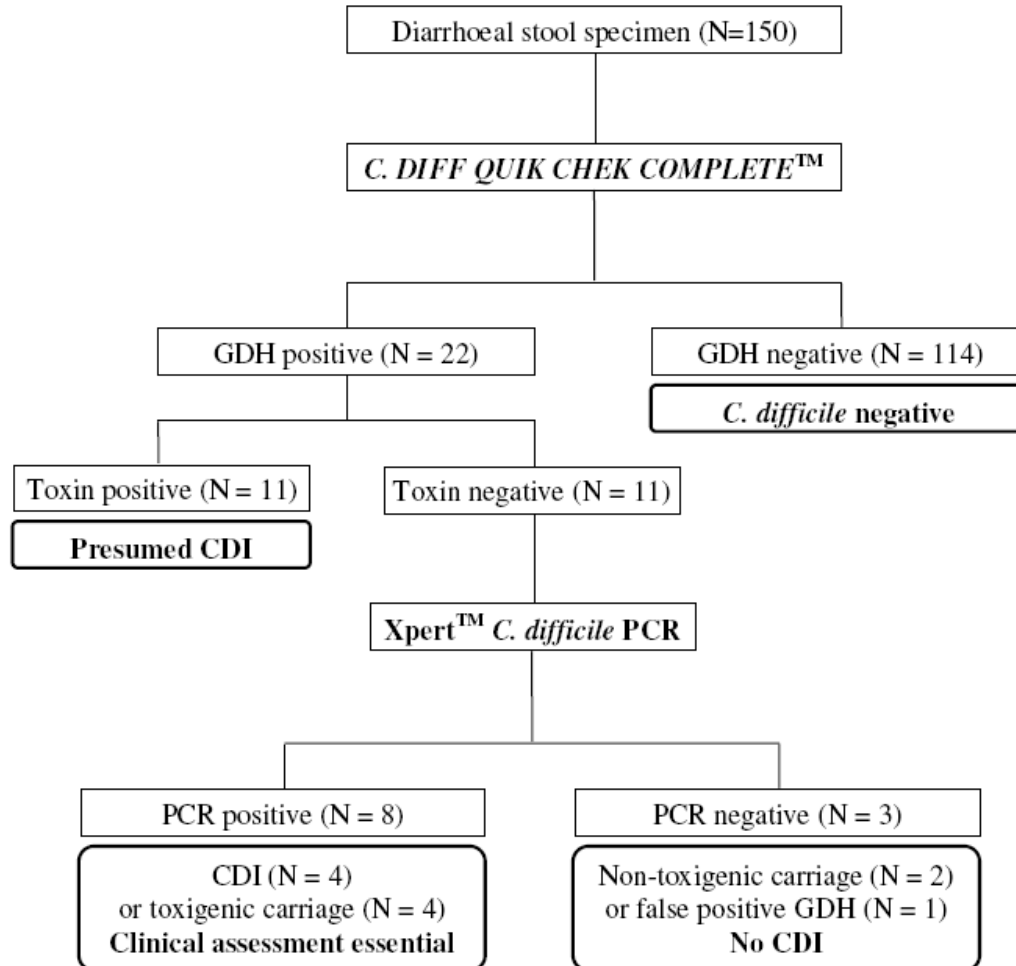 Diarrhoeal stool specimen (N=150)
C. DIFF QUIK CHEK COMPLETE™
GDH positive (N = 22)
GDH negative (N = 114)
C. difficile negative
Toxin positive (N = 11)
Toxin negative (N = 11)
Presumed CDI
Xpert™ C. difficile PCR
PCR positive (N = 8)
PCR negative (N = 3)
CDI (N = 4)
or toxigenic carriage (N = 4)
Clinical assessment essential
Non-toxigenic carriage (N = 2)
or false positive GDH (N = 1)
No CDI